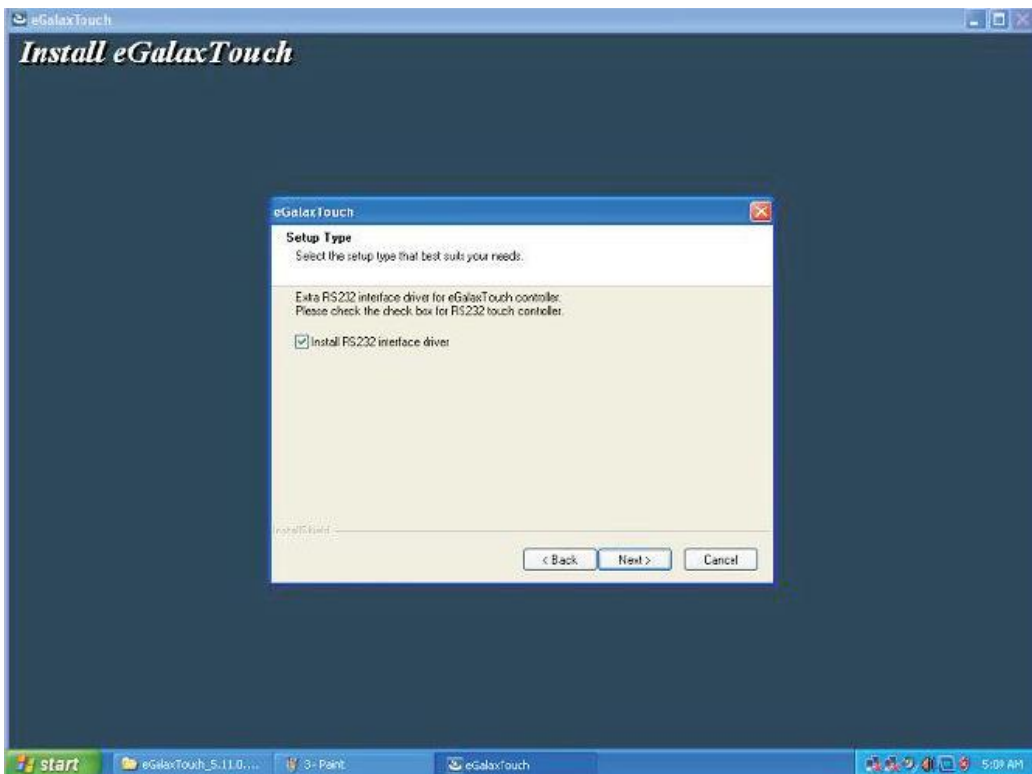 eGalaxTouch
Install eGalaxTouch
eGalaxTouch
Setup Type
Select the setup type that best suits your needs.
Extra RS232 interface driver for eGalaxTouch controller.
Please check the check box for RS232 touch controller.
Install RS232 interface driver
InstallShield
< Back
Next >
Cancel
start
eGalaxTouch_5.11.0....
3 - Paint
eGalaxTouch
5:09 AM